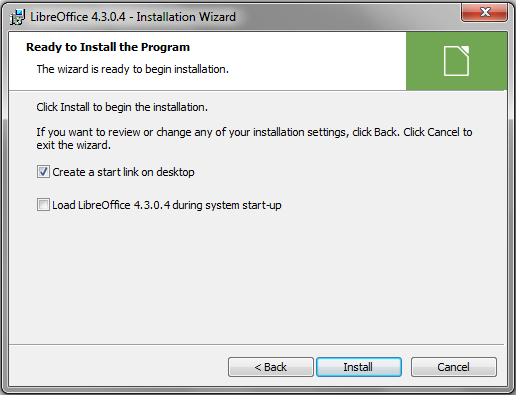 LibreOffice 4.3.0.4 - Installation Wizard
Ready to Install the Program
The wizard is ready to begin installation.
Click Install to begin the installation.
If you want to review or change any of your installation settings, click Back. Click Cancel to
exit the wizard.
Create a start link on desktop
Load LibreOffice 4.3.0.4 during system start-up
< Back
Install
Cancel